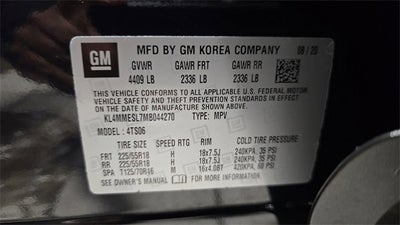 GM
MFD BY GM KOREA COMPANY 08 / 20
GVWR GAWR FRT GAWR RR
4409 LB 2336 LB 2336 LB
THIS VEHICLE CONFORMS TO ALL APPLICABLE U.S. FEDERAL MOTOR
VEHICLE SAFETY, BUMPER, AND THEFT PREVENTION STANDARDS IN EFFECT ON THE
DATE OF MANUFACTURE SHOWN ABOVE.
KL4MMESL7MB044270 TYPE: MPV
MODEL: 4TS06
TIRE SIZE SPEED RTG RIM COLD TIRE PRESSURE
FRT 225/55R18 H 18x7.5J 240KPA, 35 PSI
RR 225/55R18 H 18x7.5J 240KPA, 35 PSI
SPA T125/70R16 M 16x4.0BT 420KPA, 60 PSI
SEE OWNER'S MANUAL FOR MORE INFORMATION.